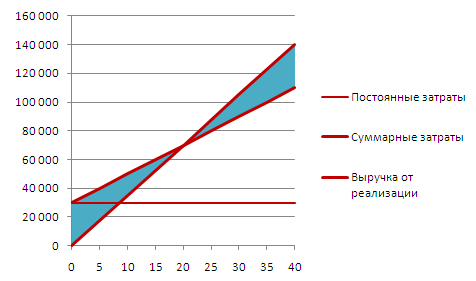 160 000
140 000
120 000
100 000
80 000
60 000
40 000
20 000
0
0 5 10 15 20 25 30 35 40
Постоянные затраты
Суммарные затраты
Выручка от
реализации